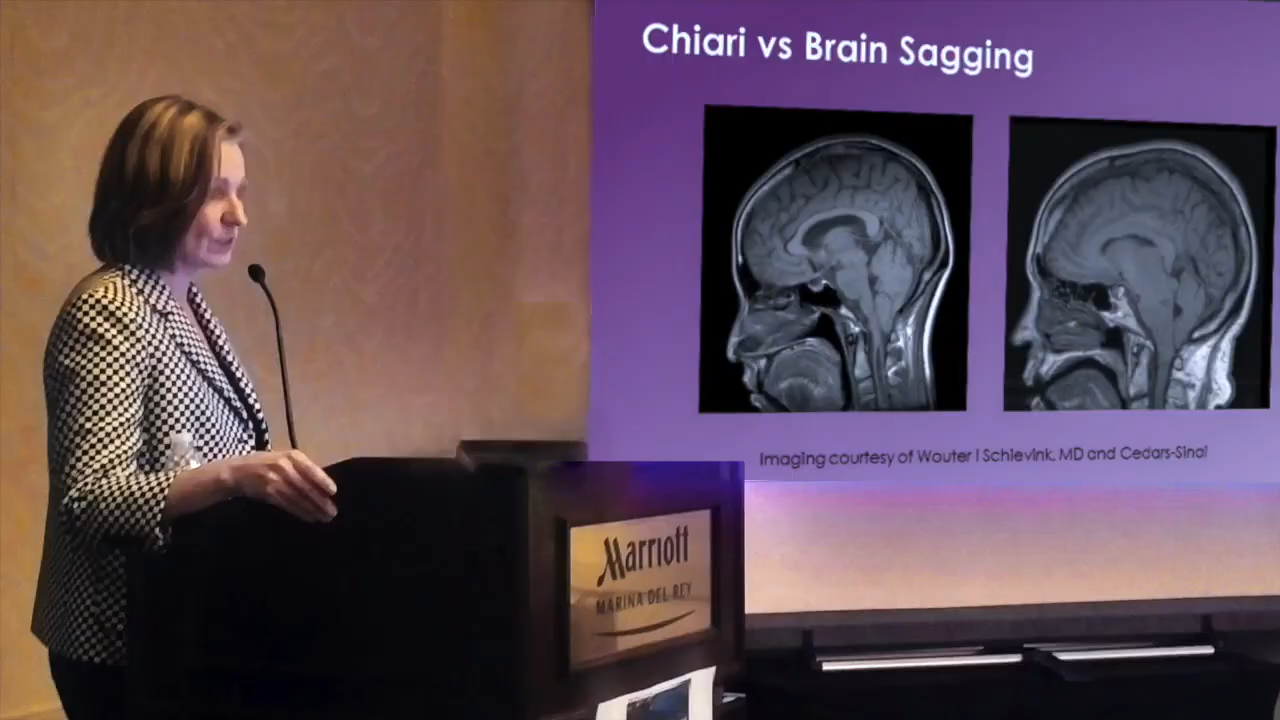 Chiari vs Brain Sagging
Imaging courtesy of Wouter I Schievink, MD and Cedars-Sinai
Marriott
MARINA DEL REY